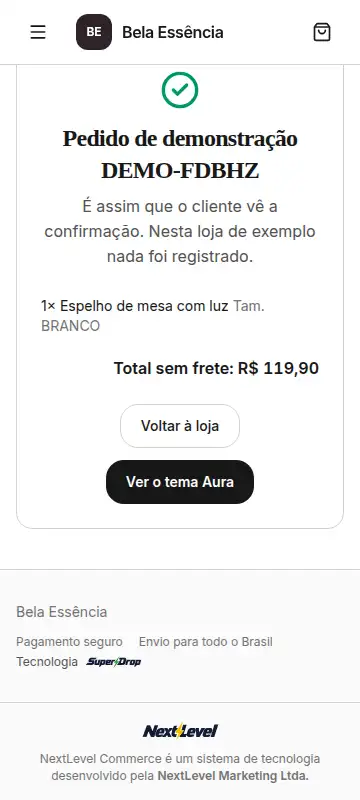 BE Bela Essência
Pedido de demonstração
DEMO-FDBHZ
É assim que o cliente vê a
confirmação. Nesta loja de exemplo
nada foi registrado.
1× Espelho de mesa com luz Tam.
BRANCO
Total sem frete: R$ 119,90
Voltar à loja
Ver o tema Aura
Bela Essência
Pagamento seguro Envio para todo o Brasil
Tecnologia SuperDrop
NextLevel
NextLevel Commerce é um sistema de tecnologia
desenvolvido pela NextLevel Marketing Ltda.